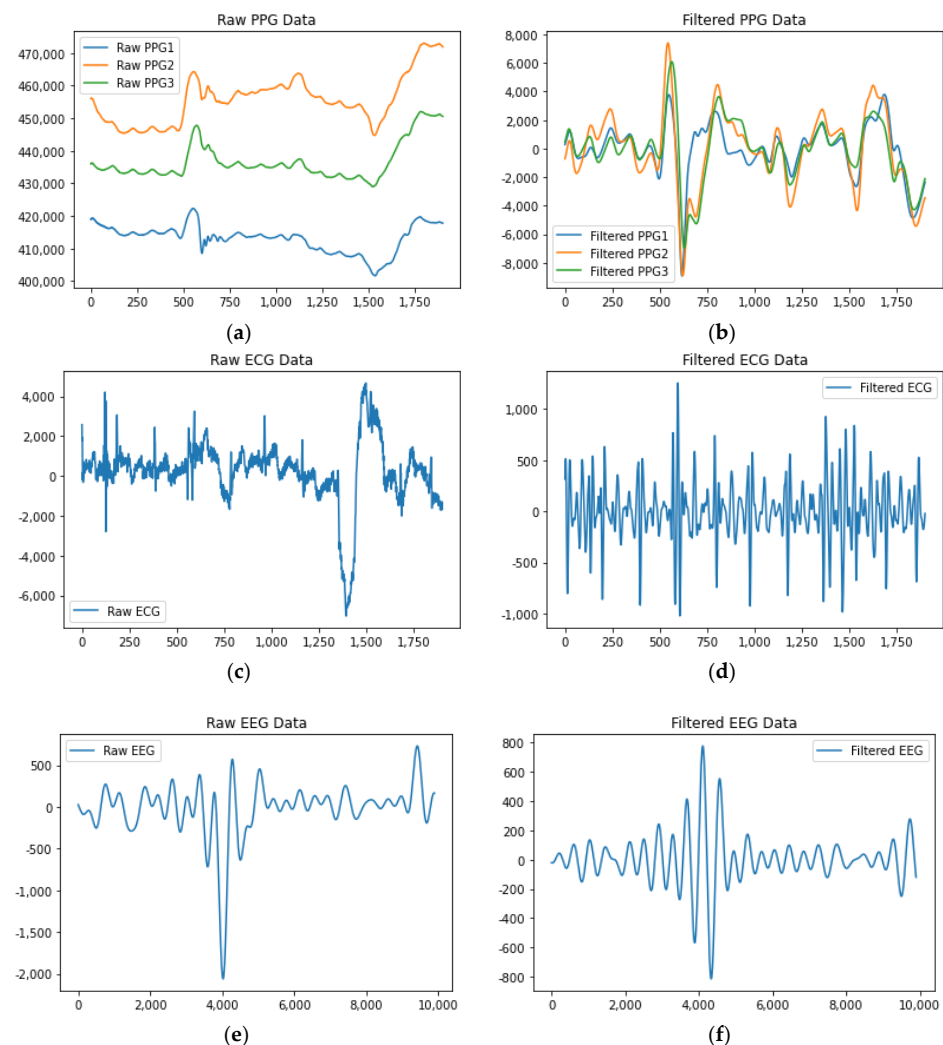 Raw PPG Data
470,000
460,000
450,000
440,000
430,000
420,000
410,000
400,000
Raw PPG1
Raw PPG2
Raw PPG3
0 250 500 750 1,000 1,250 1,500 1,750
(a)
Filtered PPG Data
8,000
6,000
4,000
2,000
0
-2,000
-4,000
-6,000
-8,000
Filtered PPG1
Filtered PPG2
Filtered PPG3
0 250 500 750 1,000 1,250 1,500 1,750
(b)
Raw ECG Data
4,000
2,000
0
-2,000
-4,000
-6,000
Raw ECG
0 250 500 750 1,000 1,250 1,500 1,750
(c)
Filtered ECG Data
Filtered ECG
1,000
500
0
-500
-1,000
0 250 500 750 1,000 1,250 1,500 1,750
(d)
Raw EEG Data
Raw EEG
500
0
-500
-1,000
-1,500
-2,000
0 2,000 4,000 6,000 8,000 10,000
(e)
Filtered EEG Data
Filtered EEG
800
600
400
200
0
-200
-400
-600
-800
0 2,000 4,000 6,000 8,000 10,000
(f)